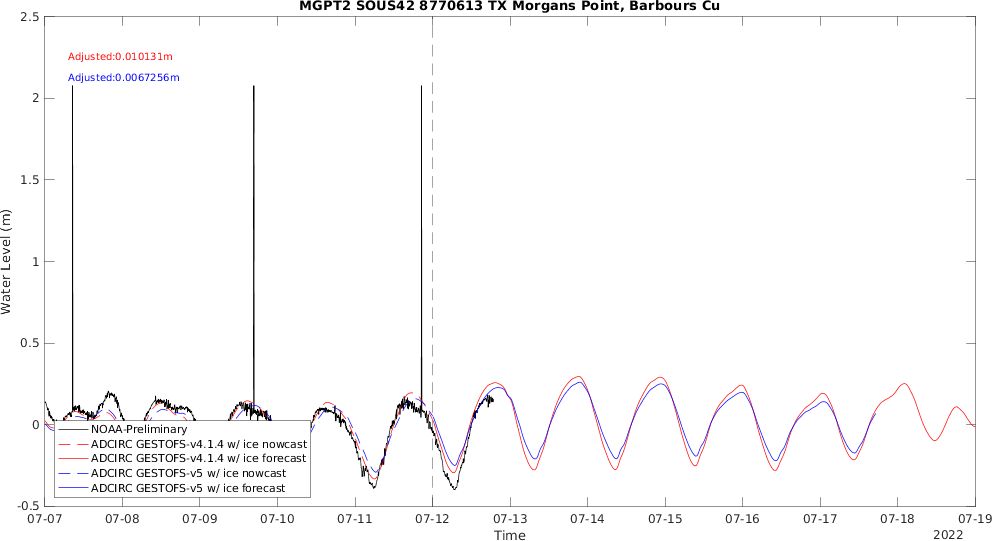 MGPT2 SOUS42 8770613 TX Morgans Point, Barbours Cu
2.5
Adjusted:0.010131m
Adjusted:0.0067256m
2
1.5
1
0.5
0
-0.5
Water Level (m)
NOAA-Preliminary
ADCIRC GESTOFS-v4.1.4 w/ ice nowcast
ADCIRC GESTOFS-v4.1.4 w/ ice forecast
ADCIRC GESTOFS-v5 w/ ice nowcast
ADCIRC GESTOFS-v5 w/ ice forecast
07-07 07-08 07-09 07-10 07-11 07-12 07-13 07-14 07-15 07-16 07-17 07-18 07-19
Time
2022